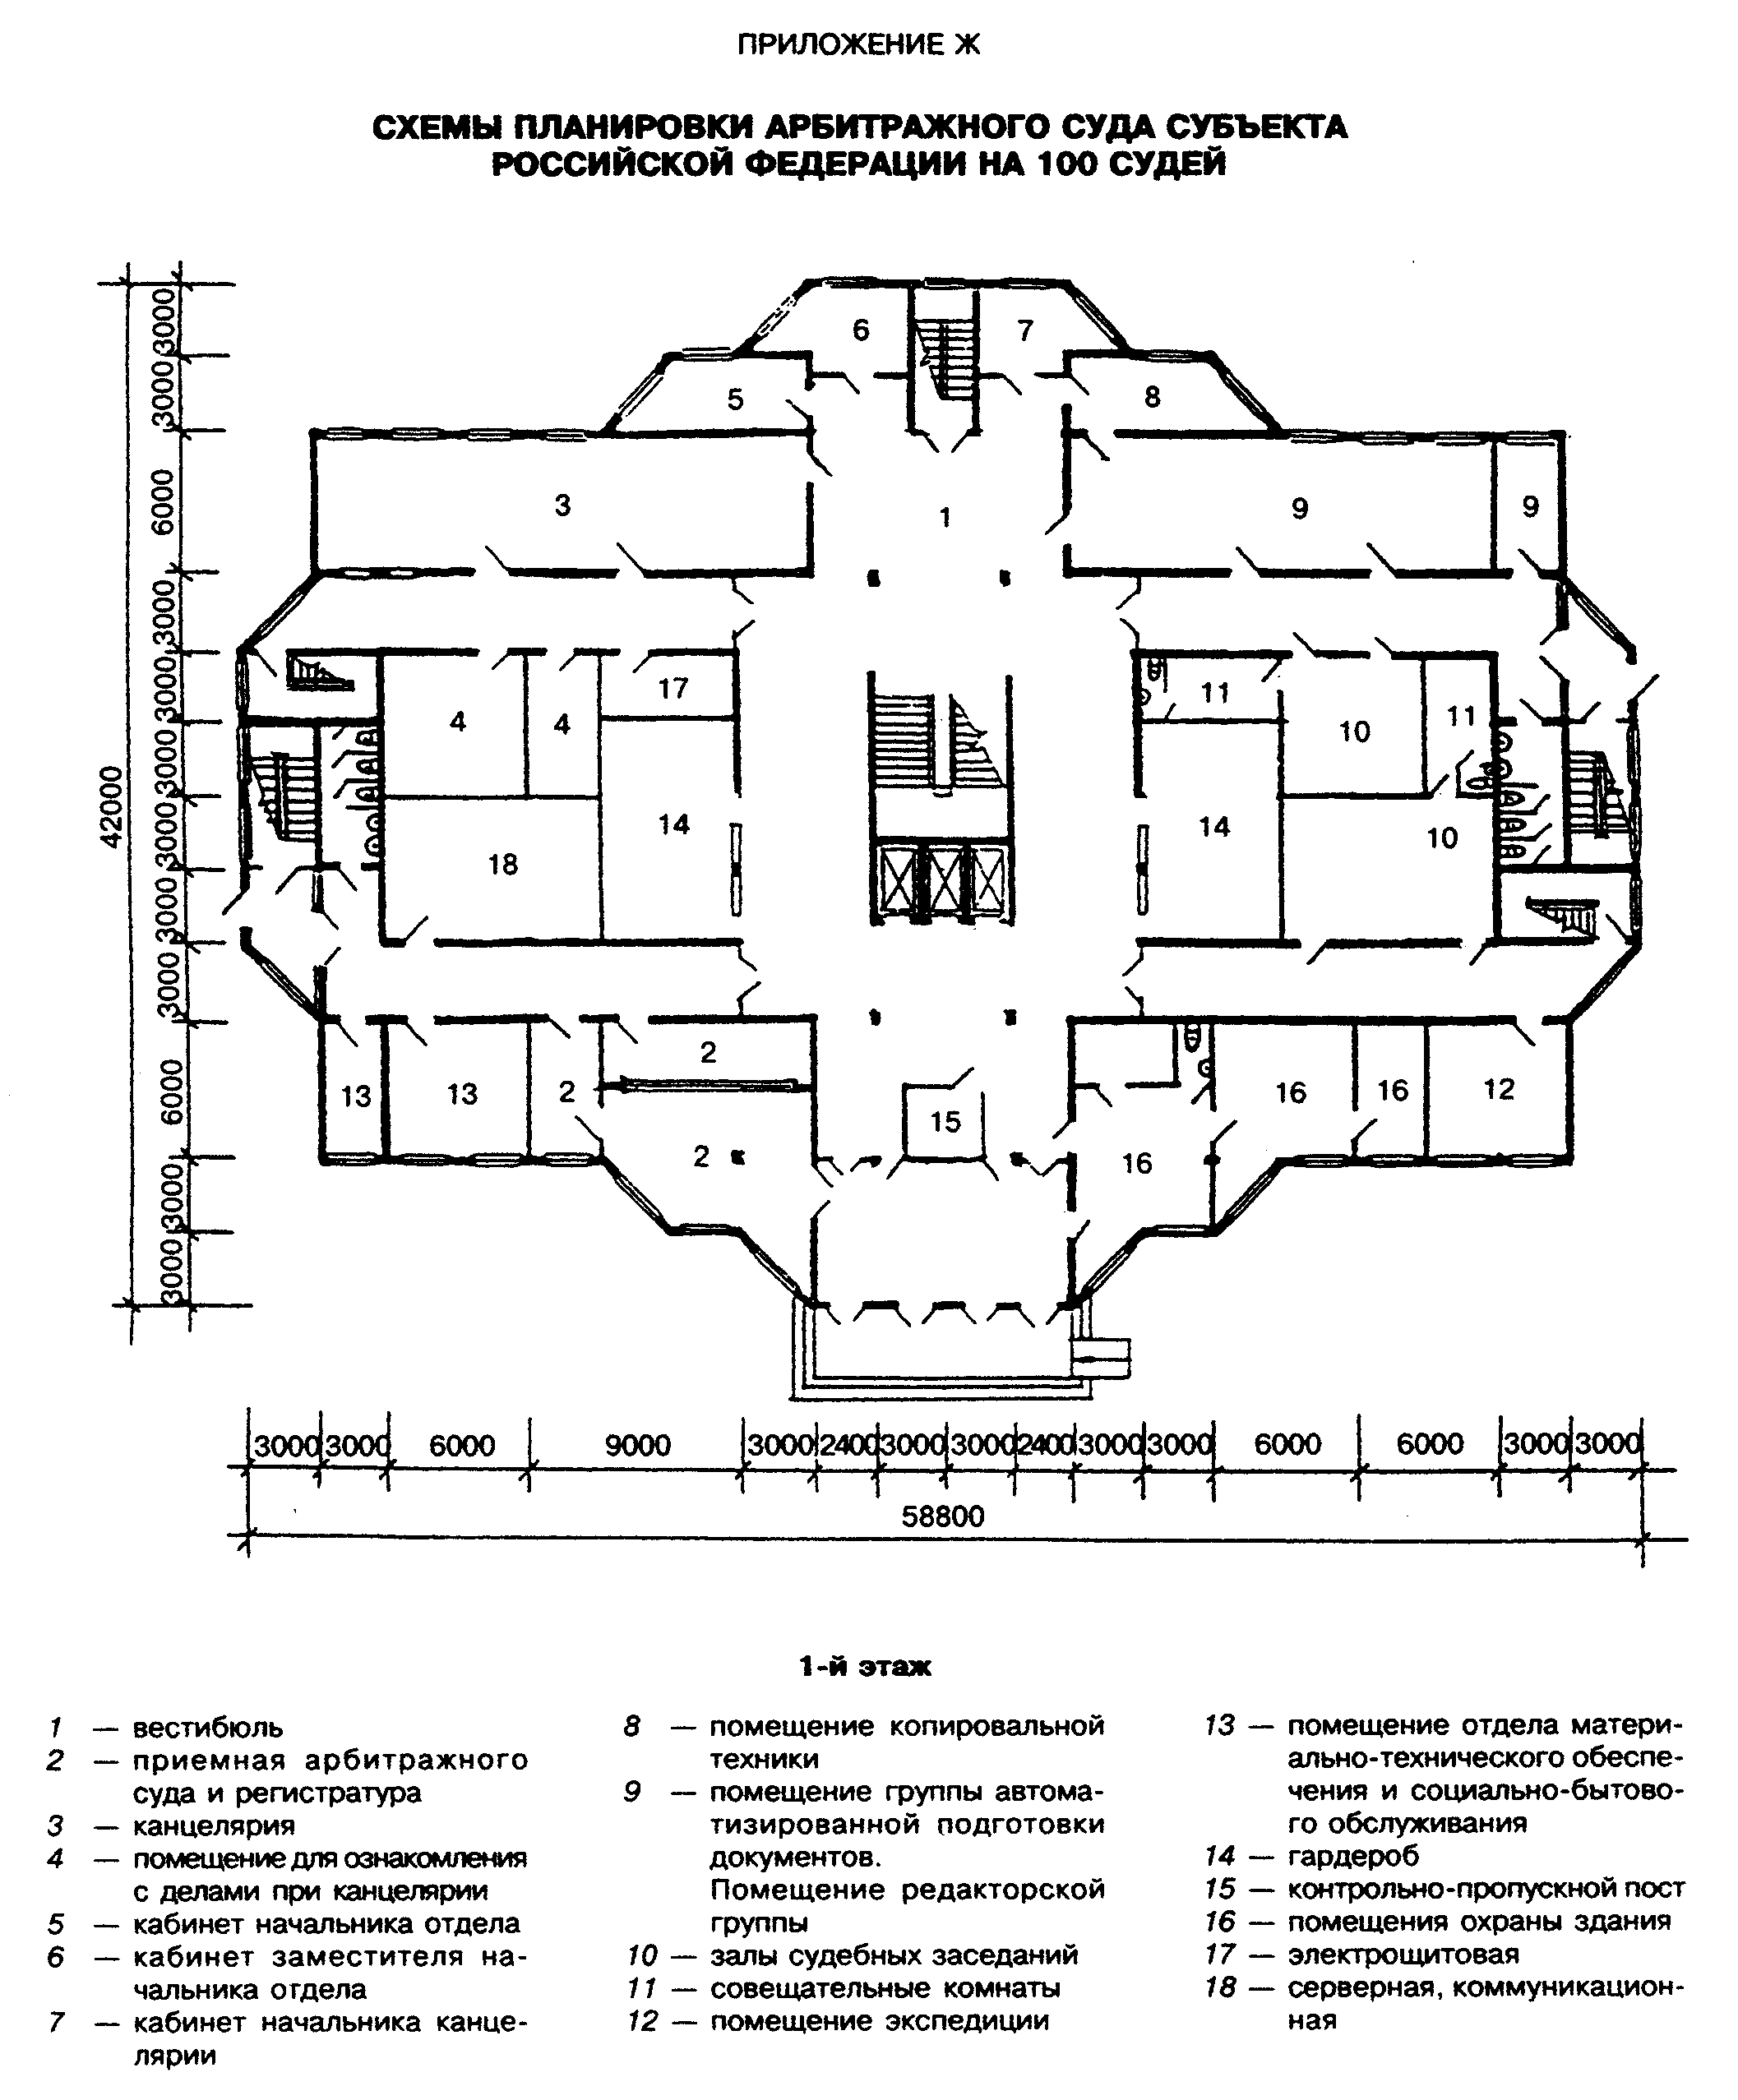 ПРИЛОЖЕНИЕ Ж
СХЕМЫ ПЛАНИРОВКИ АРБИТРАЖНОГО СУДА СУБЪЕКТА
РОССИЙСКОЙ ФЕДЕРАЦИИ НА 100 СУДЕЙ
6
7
5
8
3
1
9
9
17
4
4
11
11
10
14
14
10
18
2
13
13
2
15
16
16
12
2
16
42000
3000
3000
6000
3000
3000
3000
3000
3000
3000
6000
3000
3000
3000 3000 6000 9000 3000 2400 3000 3000 2400 3000 3000 6000 6000 3000 3000
58800
1-й этаж
1 — вестибюль
2 — приемная арбитражного
суда и регистратура
3 — канцелярия
4 — помещение для ознакомления
с делами при канцелярии
5 — кабинет начальника отдела
6 — кабинет заместителя на-
чальника отдела
7 — кабинет начальника канце-
лярии
8 — помещение копировальной
техники
9 — помещение группы автома-
тизированной подготовки
документов.
Помещение редакторской
группы
10 — залы судебных заседаний
11 — совещательные комнаты
12 — помещение экспедиции
13 — помещение отдела матери-
ально-технического обеспе-
чения и социально-бытово-
го обслуживания
14 — гардероб
15 — контрольно-пропускной пост
16 — помещения охраны здания
17 — электрощитовая
18 — серверная, коммуникацион-
ная